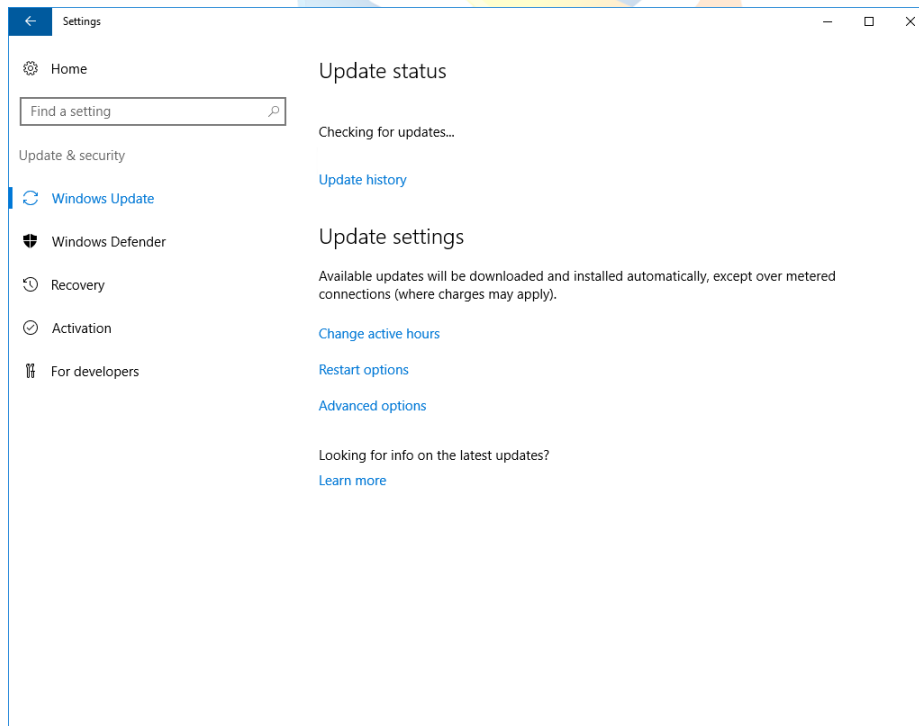 Settings
Home
Find a setting
Update & security
Windows Update
Windows Defender
Recovery
Activation
For developers
Update status
Checking for updates...
Update history
Update settings
Available updates will be downloaded and installed automatically, except over metered
connections (where charges may apply).
Change active hours
Restart options
Advanced options
Looking for info on the latest updates?
Learn more